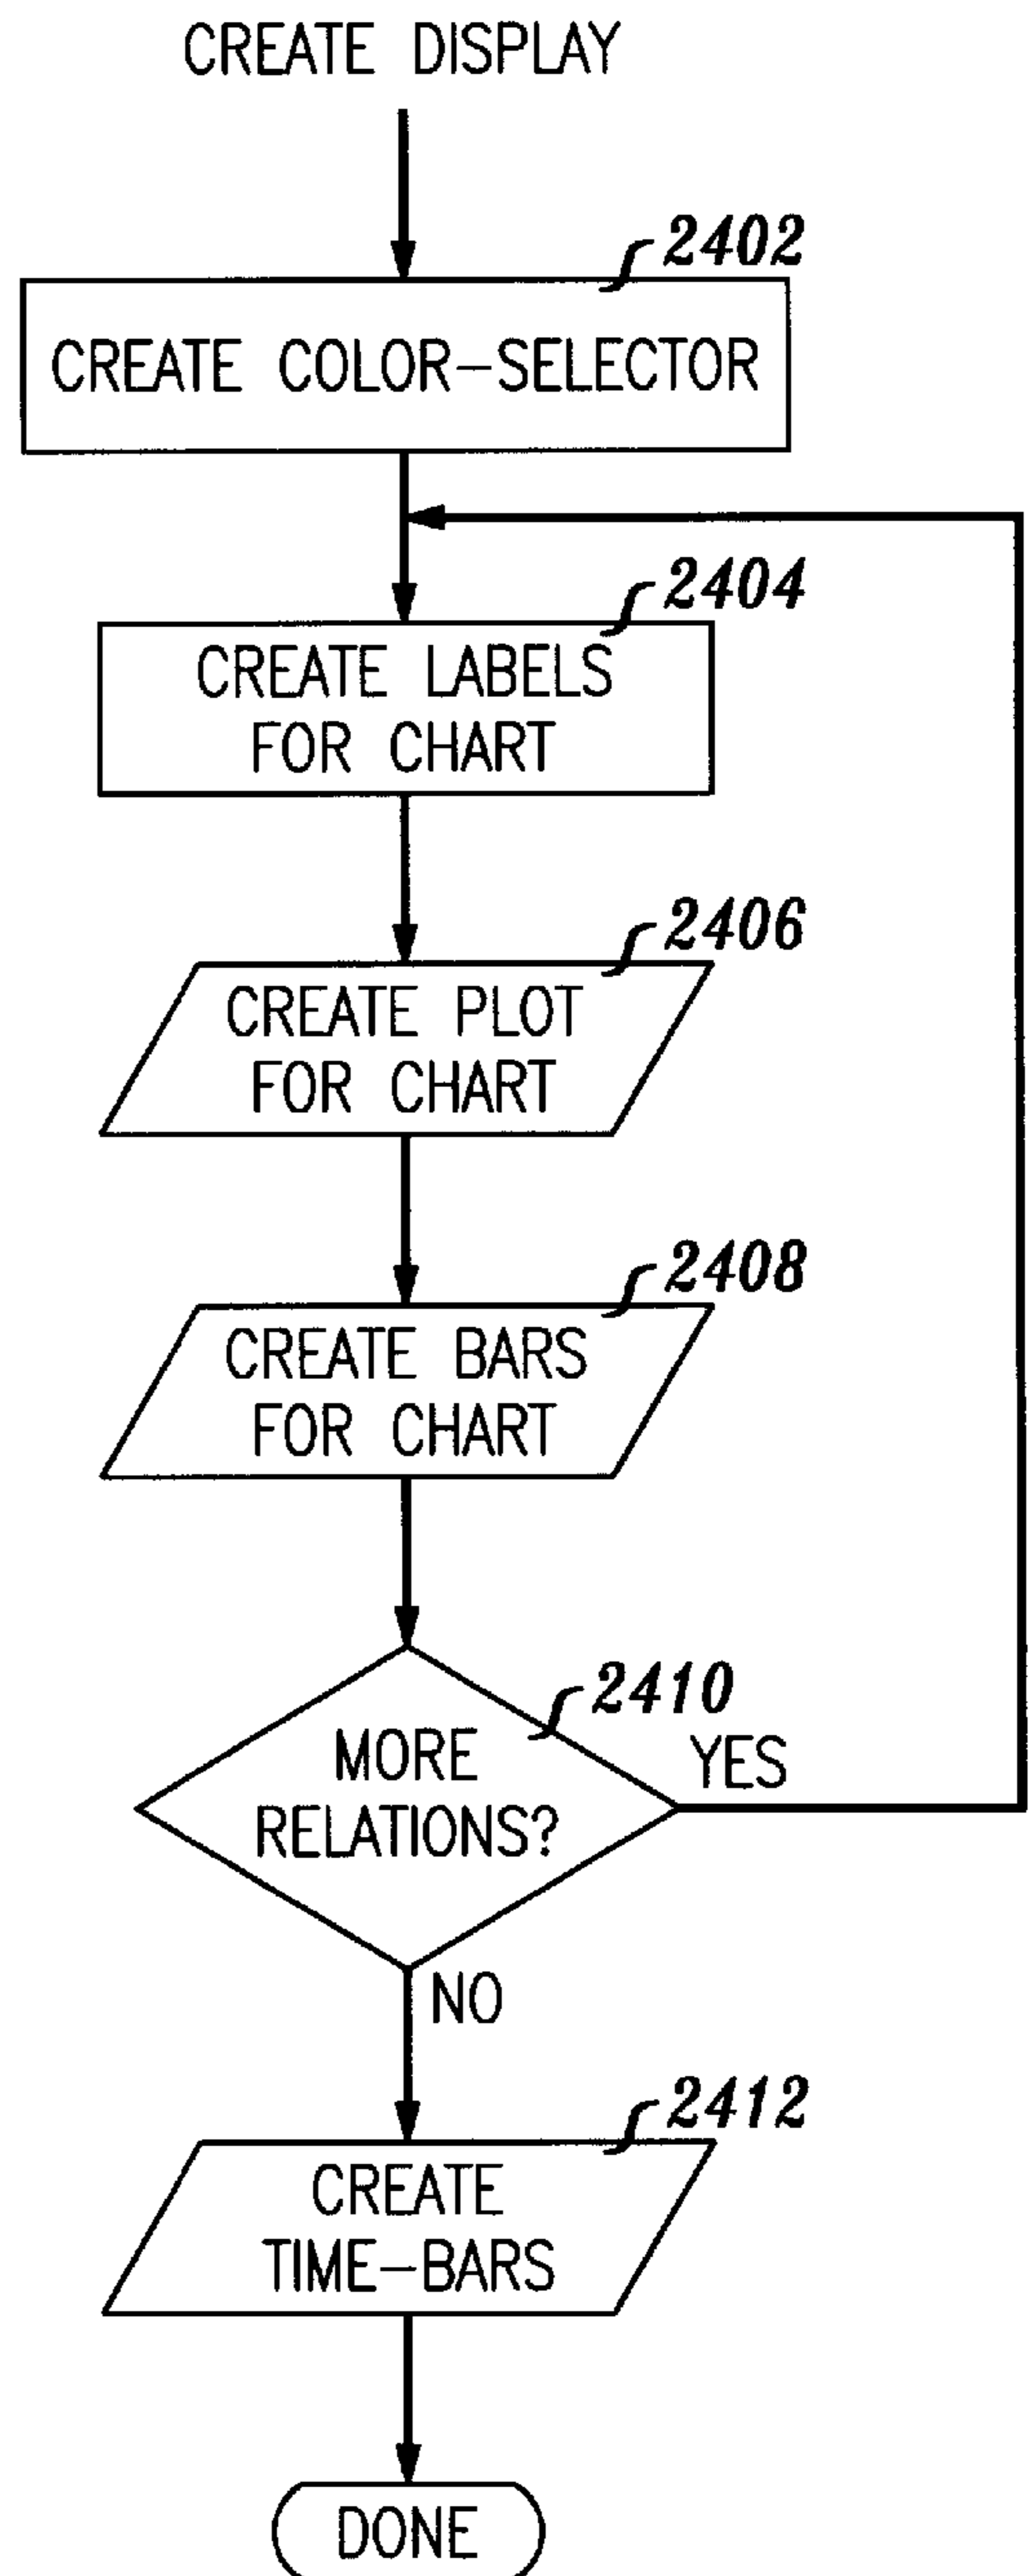 CREATE DISPLAY
2402
CREATE COLOR-SELECTOR
2404
CREATE LABELS
FOR CHART
2406
CREATE PLOT
FOR CHART
2408
CREATE BARS
FOR CHART
2410
MORE
RELATIONS?
YES
NO
2412
CREATE
TIME-BARS
DONE